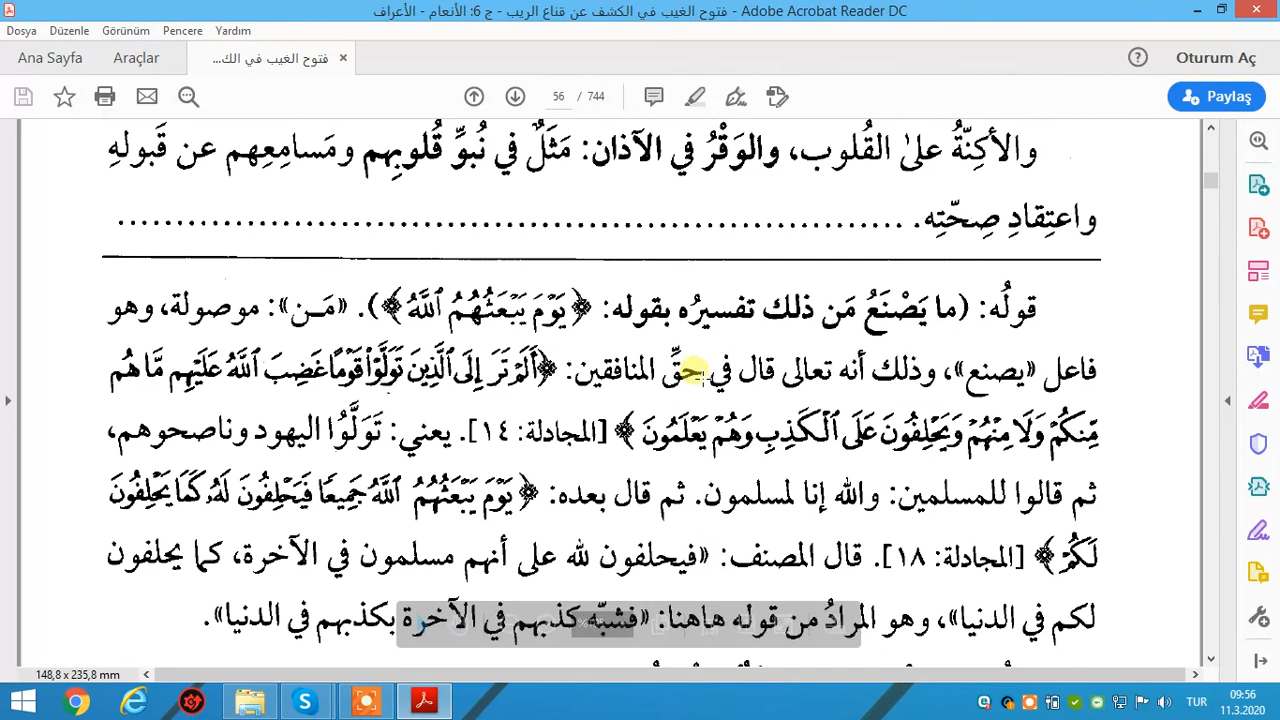 فتوح الغيب في الكشف عن قناع الريب - ج 6: الأنعام - الأعراف - Adobe Acrobat Reader DC
Dosya Düzenle Görünüm Pencere Yardım
Ana Sayfa Araçlar فتوح الغيب في الك... × Oturum Aç
56 / 744 Paylaş
والأكِنّةُ علىٰ القُلوب، والوَقْرُ في الآذان: مَثَلٌ في نُبوِّ قُلوبِهم ومَسامِعِهم عن قَبولهِ
واعتِقادِ صِحّتِه. ..........................................................................
قولُه: (ما يَصْنَعُ مَن ذلك تفسيرُه بقوله: ﴿يَوْمَ يَبْعَثُهُمُ ٱللَّهُ﴾). «مَـن»: موصولة، وهو
فاعل «يصنع»، وذلك أنه تعالى قال في حقِّ المنافقين: ﴿أَلَمْ تَرَ إِلَى ٱلَّذِينَ تَوَلَّوْا۟ قَوْمًا غَضِبَ ٱللَّهُ عَلَيْهِم مَّا هُم
مِّنكُمْ وَلَا مِنْهُمْ وَيَحْلِفُونَ عَلَى ٱلْكَذِبِ وَهُمْ يَعْلَمُونَ﴾ [المجادلة: ١٤]. يعني: تَوَلَّوُا اليهود وناصحوهم،
ثم قالوا للمسلمين: والله إنا لمسلمون. ثم قال بعده: ﴿يَوْمَ يَبْعَثُهُمُ ٱللَّهُ جَمِيعًا فَيَحْلِفُونَ لَهُۥ كَمَا يَحْلِفُونَ
لَكُمْ﴾ [المجادلة: ١٨]. قال المصنف: «فيحلفون لله على أنهم مسلمون في الآخرة، كما يحلفون
لكم في الدنيا»، وهو المرادُ من قوله هاهنا: «فشبّه كذبهم في الآخرة بكذبهم في الدنيا».
148,8 x 235,8 mm
TUR
09:56
11.3.2020